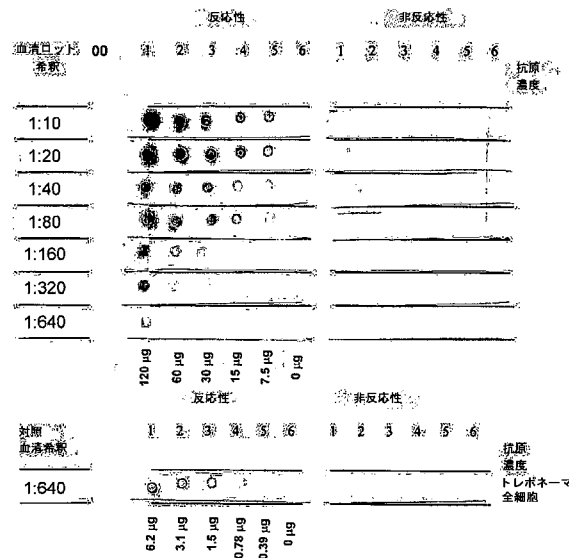 反応性 非反応性
血清ロット 00 1 2 3 4 5 6 1 2 3 4 5 6
希釈 抗原
濃度
1:10
1:20
1:40
1:80
1:160
1:320
1:640
120 µg 60 µg 30 µg 15 µg 7.5 µg 0 µg
反応性 非反応性
対照 1 2 3 4 5 6 1 2 3 4 5 6
血清希釈 抗原
濃度
1:640 トレポネーマ
全細胞
6.2 µg 3.1 µg 1.5 µg 0.78 µg 0.39 µg 0 µg